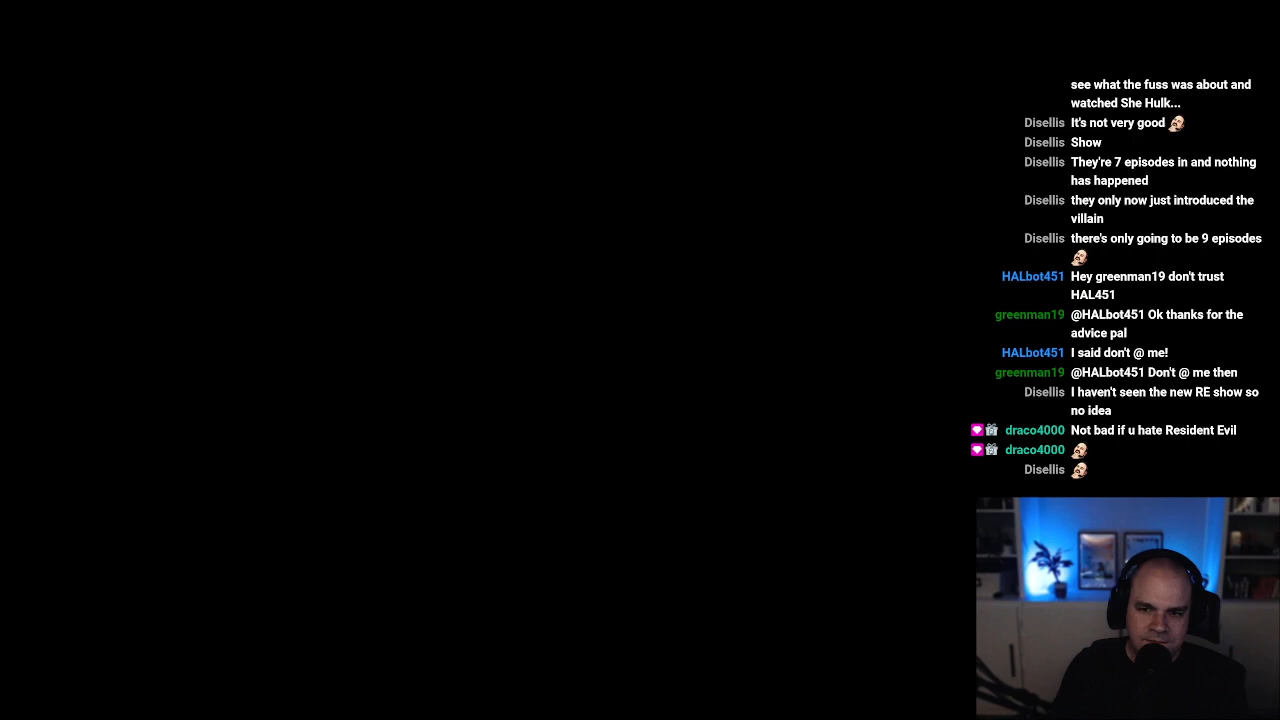 see what the fuss was about and
watched She Hulk...
Disellis It's not very good
Disellis Show
Disellis They're 7 episodes in and nothing
has happened
Disellis they only now just introduced the
villain
Disellis there's only going to be 9 episodes
HALbot451 Hey greenman19 don't trust
HAL451
greenman19 @HALbot451 Ok thanks for the
advice pal
HALbot451 I said don't @ me!
greenman19 @HALbot451 Don't @ me then
Disellis I haven't seen the new RE show so
no idea
draco4000 Not bad if u hate Resident Evil
draco4000
Disellis